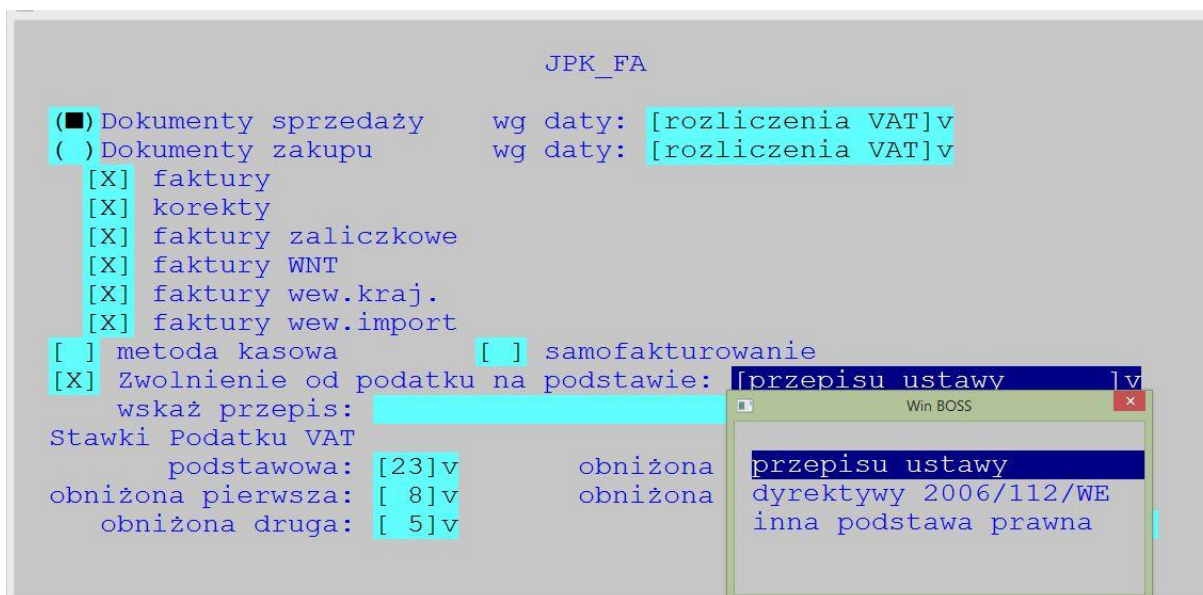 JPK_FA
(■)Dokumenty sprzedaży wg daty: [rozliczenia VAT]v
( )Dokumenty zakupu wg daty: [rozliczenia VAT]v
[X] faktury
[X] korekty
[X] faktury zaliczkowe
[X] faktury WNT
[X] faktury wew.kraj.
[X] faktury wew.import
[ ] metoda kasowa [ ] samofakturowanie
[X] Zwolnienie od podatku na podstawie: [przepisu ustawy ]v
wskaż przepis:
Stawki Podatku VAT
podstawowa: [23]v obniżona
obniżona pierwsza: [ 8]v obniżona
obniżona druga: [ 5]v
Win BOSS
przepisu ustawy
dyrektywy 2006/112/WE
inna podstawa prawna